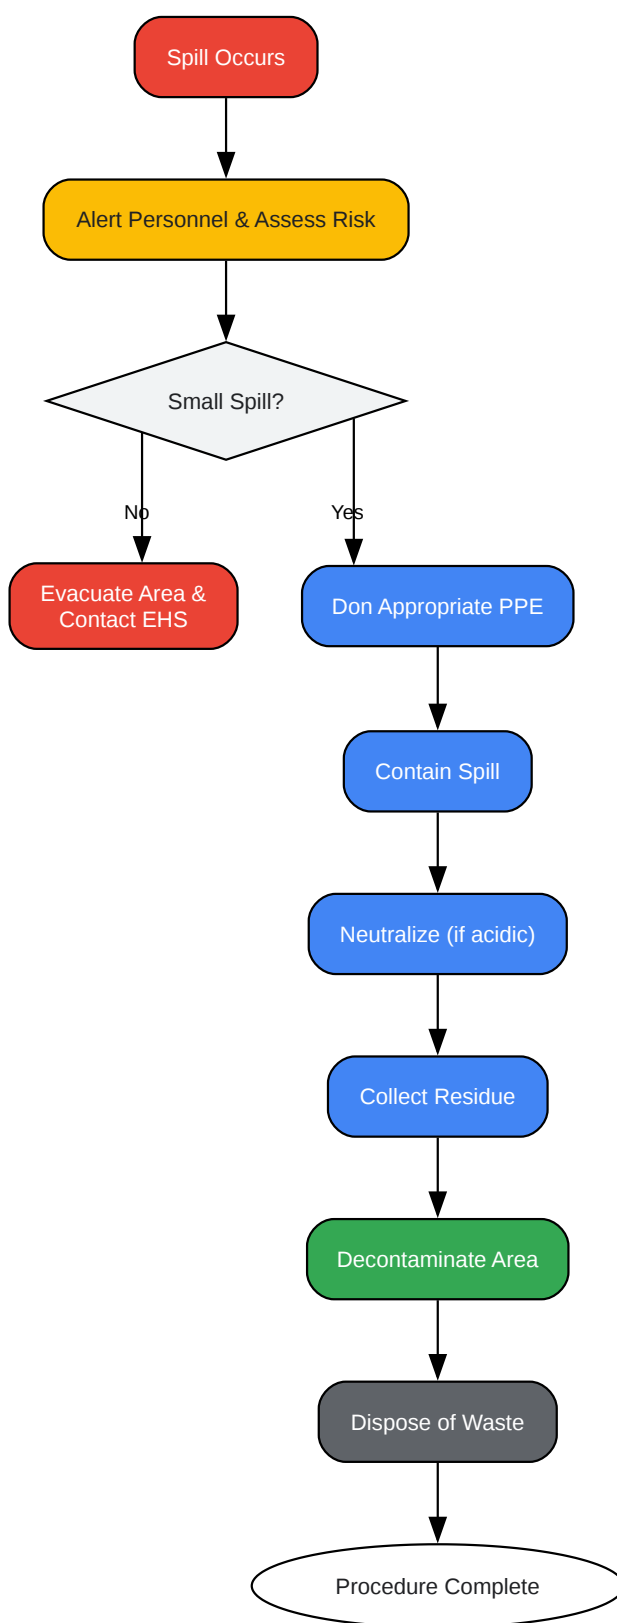 Spill Occurs
Alert Personnel & Assess Risk
Small Spill?
No
Yes
Evacuate Area &
Contact EHS
Don Appropriate PPE
Contain Spill
Neutralize (if acidic)
Collect Residue
Decontaminate Area
Dispose of Waste
Procedure Complete